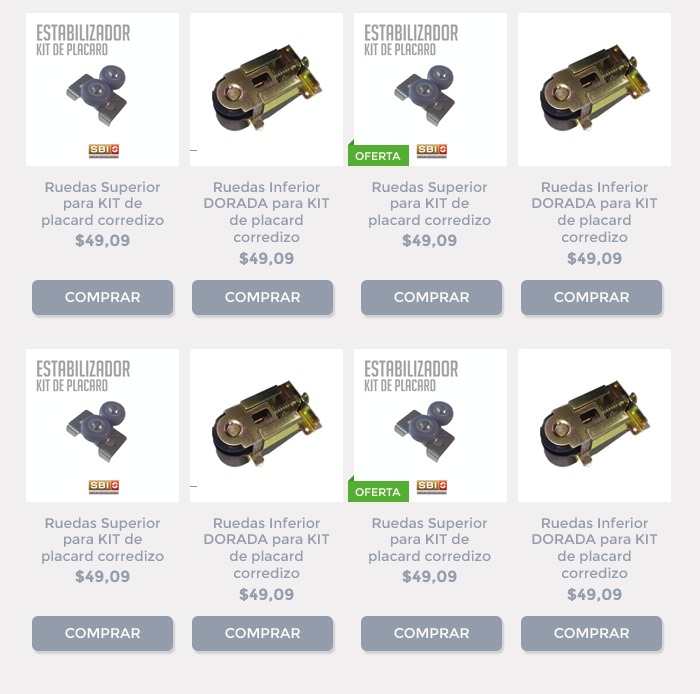 ESTABILIZADOR
KIT DE PLACARD
SBI
Ruedas Superior
para KIT de
placard corredizo
$49,09
COMPRAR
Ruedas Inferior
DORADA para KIT
de placard
corredizo
$49,09
COMPRAR
ESTABILIZADOR
KIT DE PLACARD
OFERTA
SBI
Ruedas Superior
para KIT de
placard corredizo
$49,09
COMPRAR
Ruedas Inferior
DORADA para KIT
de placard
corredizo
$49,09
COMPRAR
ESTABILIZADOR
KIT DE PLACARD
SBI
Ruedas Superior
para KIT de
placard corredizo
$49,09
COMPRAR
Ruedas Inferior
DORADA para KIT
de placard
corredizo
$49,09
COMPRAR
ESTABILIZADOR
KIT DE PLACARD
OFERTA
SBI
Ruedas Superior
para KIT de
placard corredizo
$49,09
COMPRAR
Ruedas Inferior
DORADA para KIT
de placard
corredizo
$49,09
COMPRAR